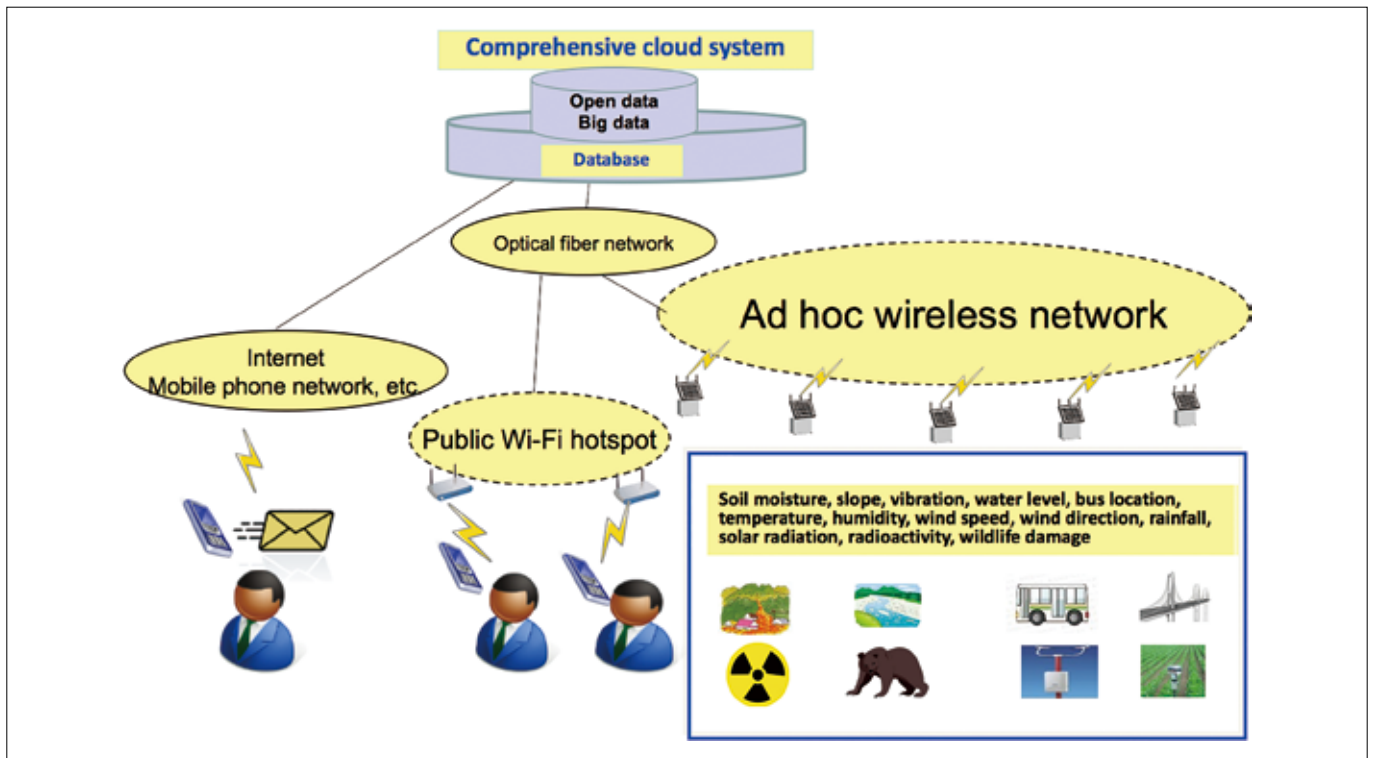 Comprehensive cloud system
Open data
Big data
Database
Optical fiber network
Ad hoc wireless network
Internet
Mobile phone network, etc.
Public Wi-Fi hotspot
Soil moisture, slope, vibration, water level, bus location,
temperature, humidity, wind speed, wind direction, rainfall,
solar radiation, radioactivity, wildlife damage